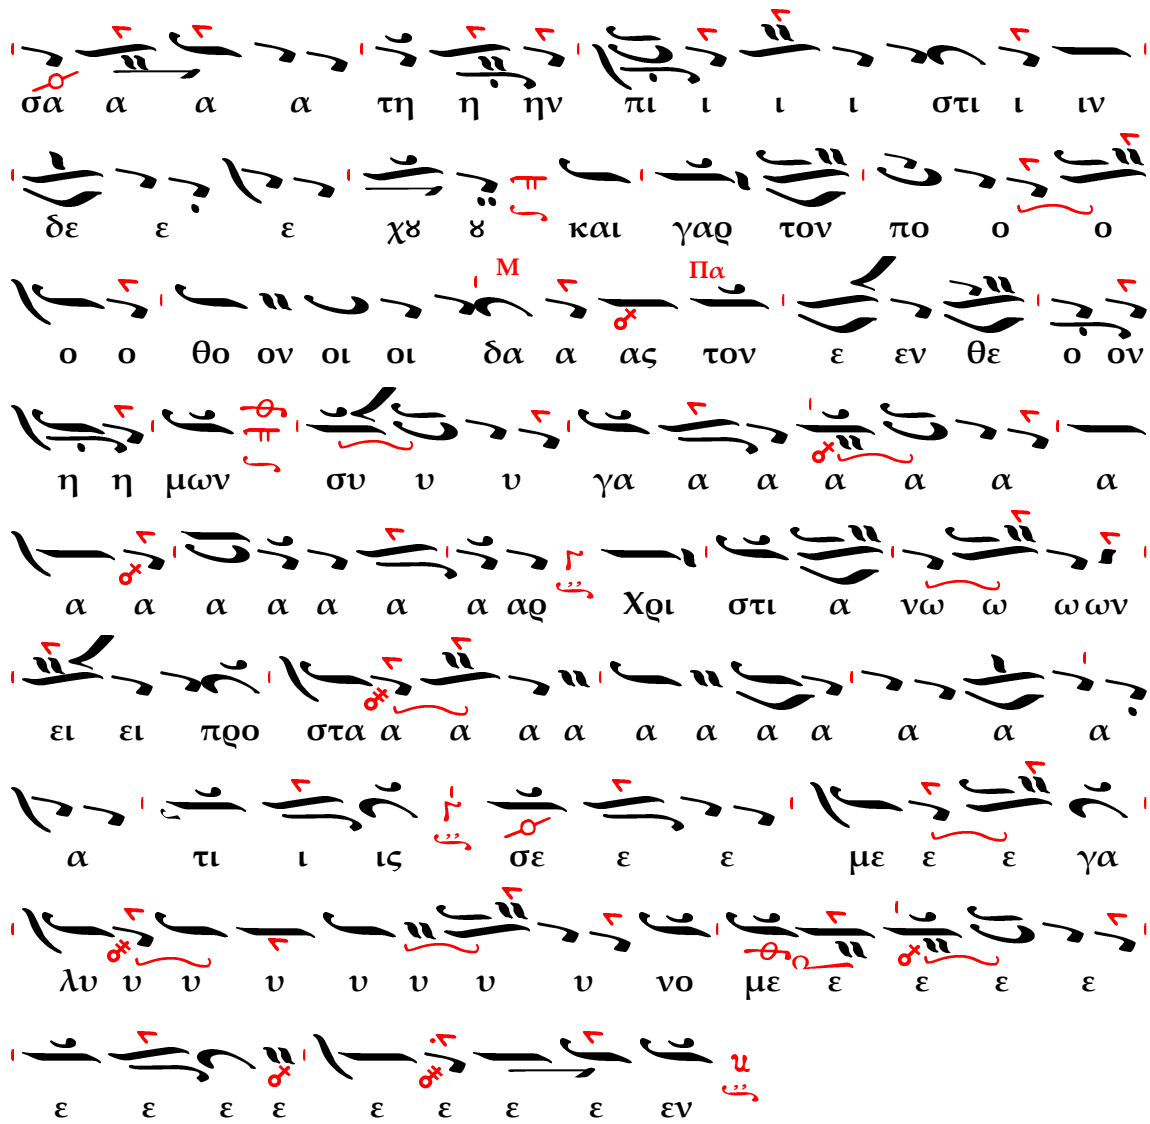 σα α α α τη η ην πι ι ι ι στι ι ιν
δε ε ε χȣ ȣ και γαρ τον πο ο ο
Μ Πα
ο ο θο ον οι οι δα α ας τον ε εν θε ο ον
η η μων συ υ υ γα α α α α α α
α α α α α α α αρ Χρι στι α νω ω ω ων
ει ει προ στα α α α α α α α α α α α
α τι ι ις σε ε ε με ε ε γα
λυ υ υ υ υ υ υ υ νο με ε ε ε ε
ε ε ε ε ε ε ε ε εν